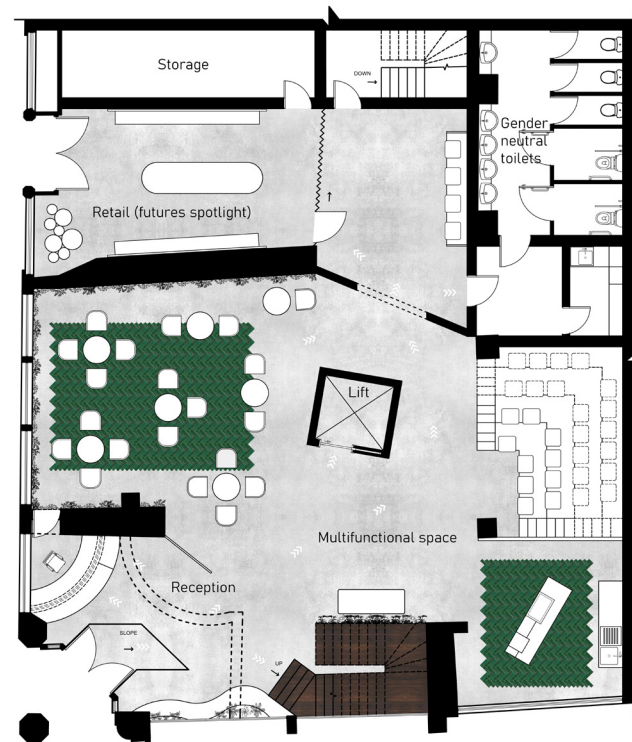 DOWN
Storage
Gender
neutral
toilets
Retail (futures spotlight)
Lift
Multifunctional space
Reception
SLOPE
UP